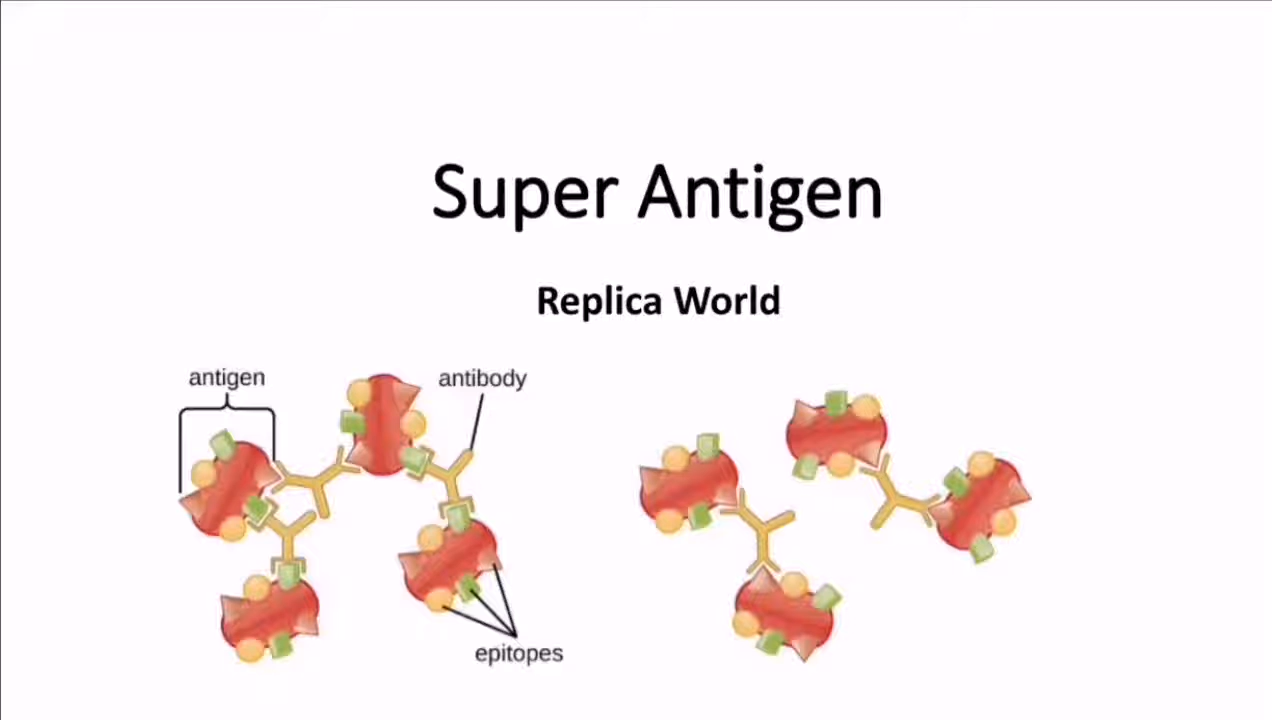 Super Antigen
Replica World
antigen
antibody
epitopes